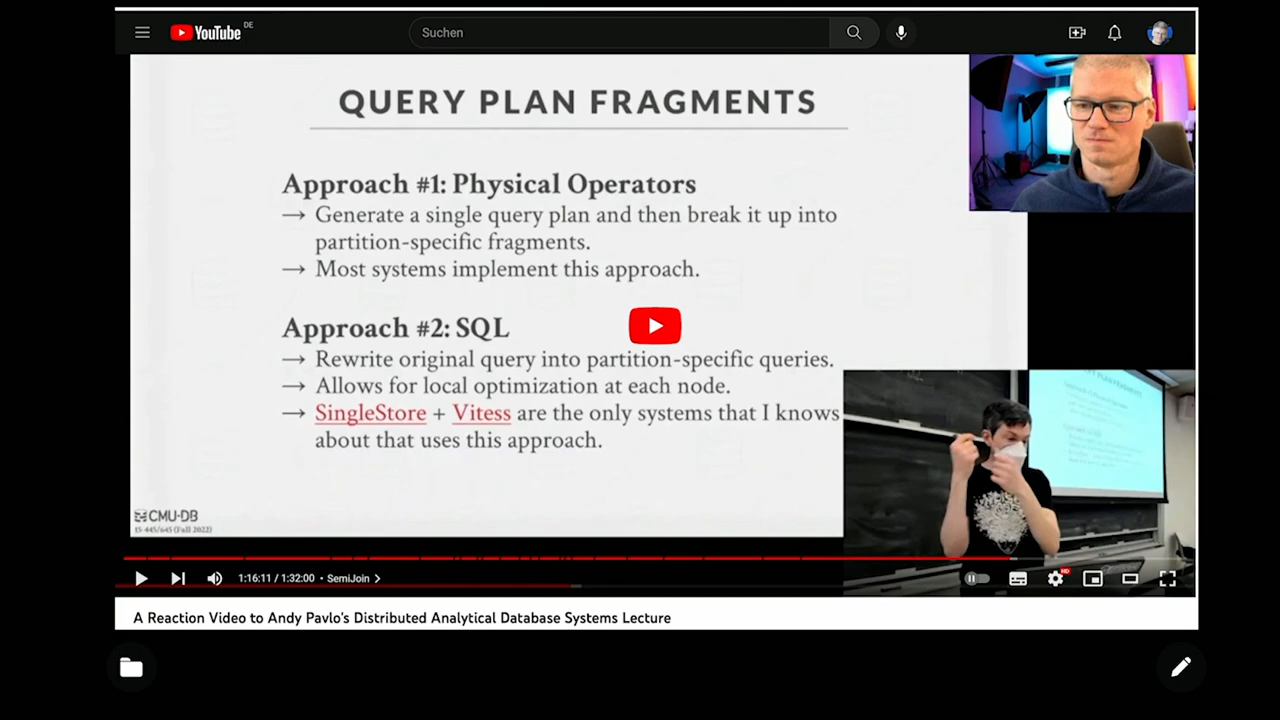 YouTube DE
Suchen
QUERY PLAN FRAGMENTS
Approach #1: Physical Operators
→ Generate a single query plan and then break it up into
partition-specific fragments.
→ Most systems implement this approach.
Approach #2: SQL
→ Rewrite original query into partition-specific queries.
→ Allows for local optimization at each node.
→ SingleStore + Vitess are the only systems that I knows
about that uses this approach.
CMU·DB
15-445/645 (Fall 2022)
1:16:11 / 1:32:00 • SemiJoin >
HD
A Reaction Video to Andy Pavlo's Distributed Analytical Database Systems Lecture